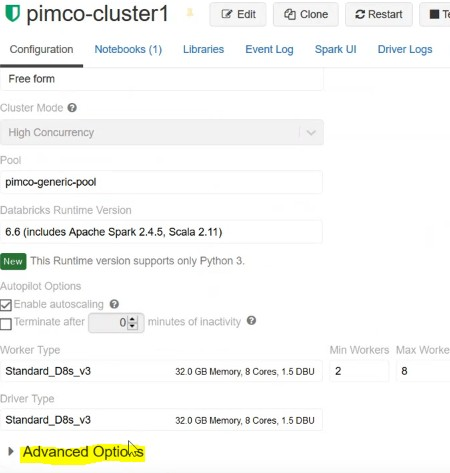 pimco-cluster1 Edit Clone Restart Te
Configuration Notebooks (1) Libraries Event Log Spark UI Driver Logs
Free form
Cluster Mode ?
High Concurrency
Pool
pimco-generic-pool
Databricks Runtime Version
6.6 (includes Apache Spark 2.4.5, Scala 2.11)
New This Runtime version supports only Python 3.
Autopilot Options
Enable autoscaling ?
Terminate after 0 minutes of inactivity ?
Worker Type Min Workers Max Worke
Standard_D8s_v3 32.0 GB Memory, 8 Cores, 1.5 DBU 2 8
Driver Type
Standard_D8s_v3 32.0 GB Memory, 8 Cores, 1.5 DBU
Advanced Options